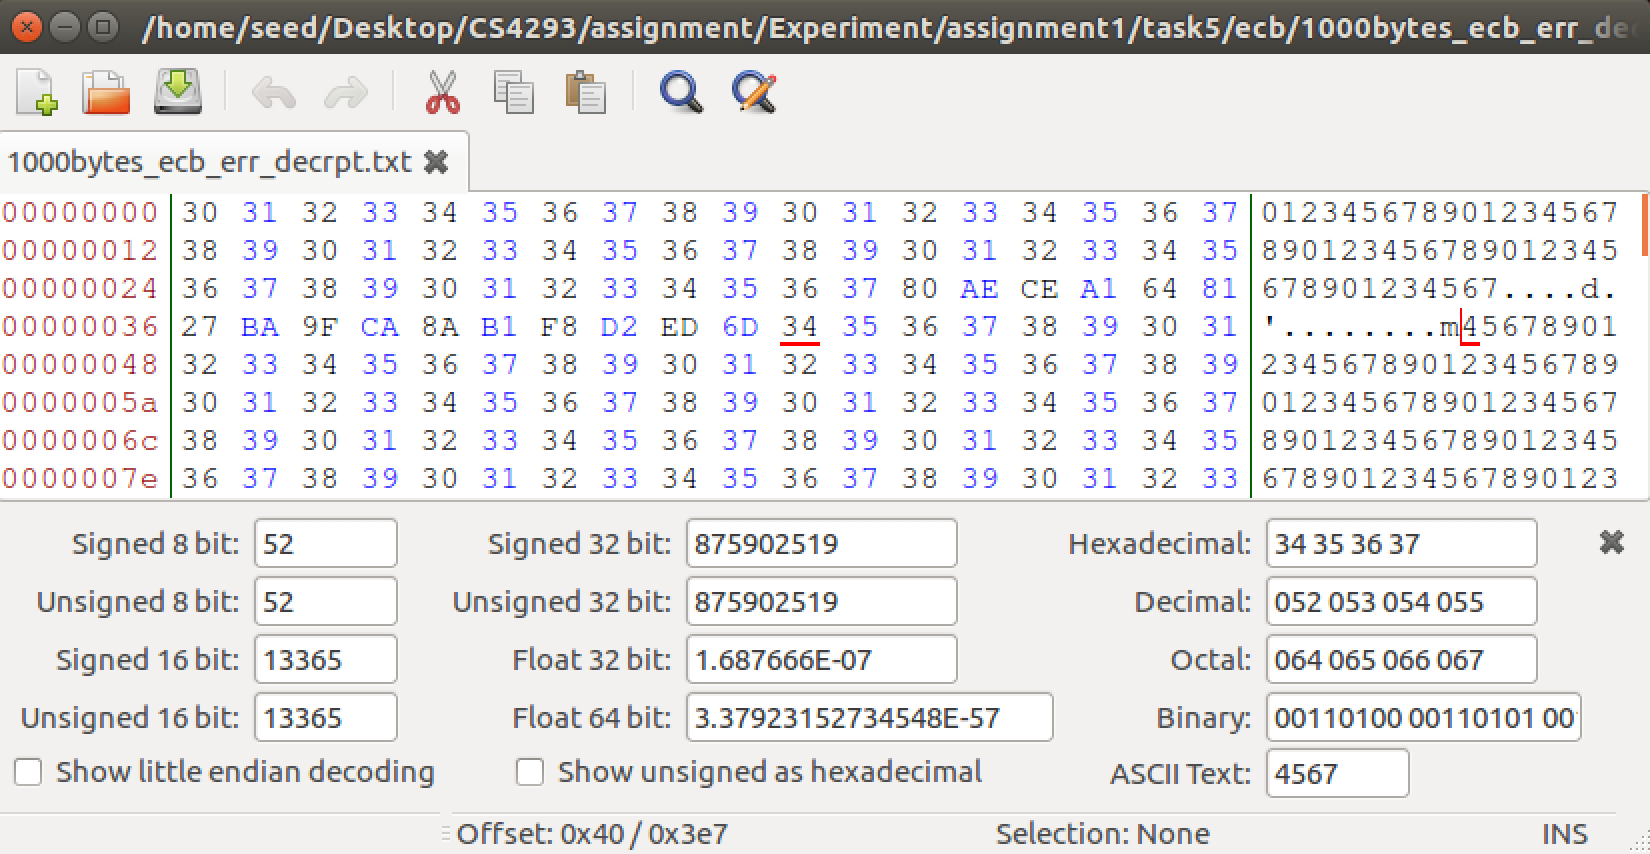 /home/seed/Desktop/CS4293/assignment/Experiment/assignment1/task5/ecb/1000bytes_ecb_err_de
1000bytes_ecb_err_decrpt.txt
00000000 30 31 32 33 34 35 36 37 38 39 30 31 32 33 34 35 36 37 012345678901234567
00000012 38 39 30 31 32 33 34 35 36 37 38 39 30 31 32 33 34 35 890123456789012345
00000024 36 37 38 39 30 31 32 33 34 35 36 37 80 AE CE A1 64 81 678901234567....d.
00000036 27 BA 9F CA 8A B1 F8 D2 ED 6D 34 35 36 37 38 39 30 31 '........m45678901
00000048 32 33 34 35 36 37 38 39 30 31 32 33 34 35 36 37 38 39 234567890123456789
0000005a 30 31 32 33 34 35 36 37 38 39 30 31 32 33 34 35 36 37 012345678901234567
0000006c 38 39 30 31 32 33 34 35 36 37 38 39 30 31 32 33 34 35 890123456789012345
0000007e 36 37 38 39 30 31 32 33 34 35 36 37 38 39 30 31 32 33 678901234567890123
Signed 8 bit: 52 Signed 32 bit: 875902519 Hexadecimal: 34 35 36 37
Unsigned 8 bit: 52 Unsigned 32 bit: 875902519 Decimal: 052 053 054 055
Signed 16 bit: 13365 Float 32 bit: 1.687666E-07 Octal: 064 065 066 067
Unsigned 16 bit: 13365 Float 64 bit: 3.37923152734548E-57 Binary: 00110100 00110101 00
Show little endian decoding Show unsigned as hexadecimal ASCII Text: 4567
Offset: 0x40 / 0x3e7 Selection: None INS